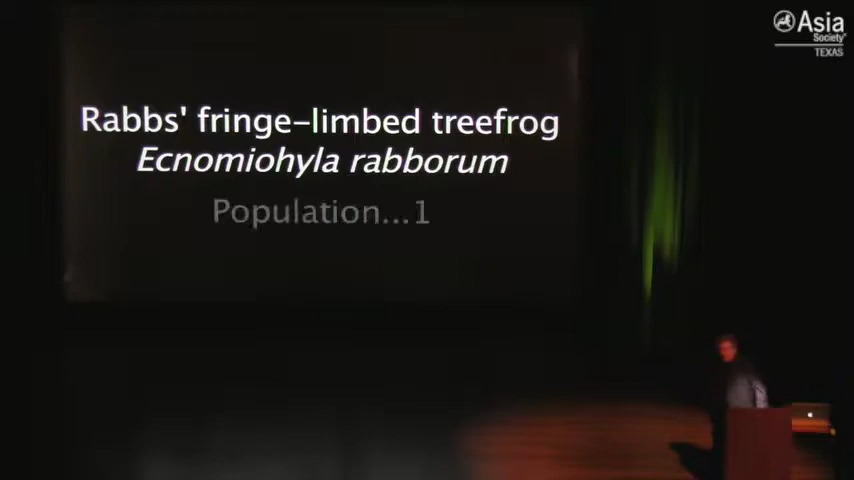 Asia
Society
TEXAS
Rabbs' fringe-limbed treefrog
Ecnomiohyla rabborum
Population...1